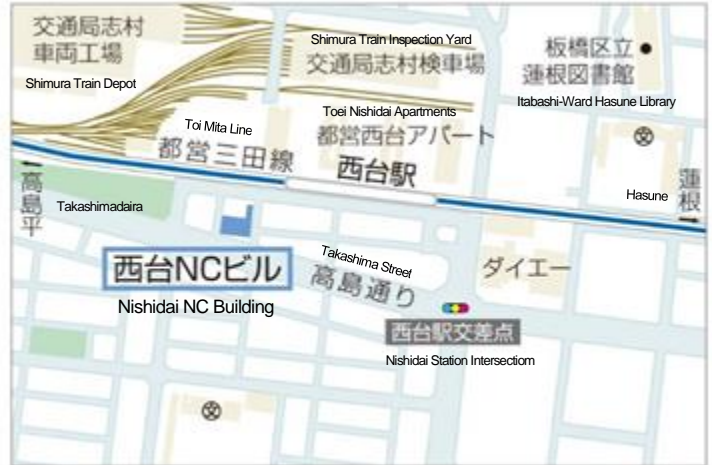 交通局志村
車両工場
Shimura Train Depot
Shimura Train Inspection Yard
交通局志村検車場
板橋区立
蓮根図書館
Itabashi-Ward Hasune Library
Toei Nishidai Apartments
都営西台アパート
Toi Mita Line
都営三田線
西台駅
文
←高島平
Takashimadaira
Hasune
蓮根→
西台NCビル
Nishidai NC Building
Takashima Street
高島通り
ダイエー
西台駅交差点
Nishidai Station Intersectiom
文